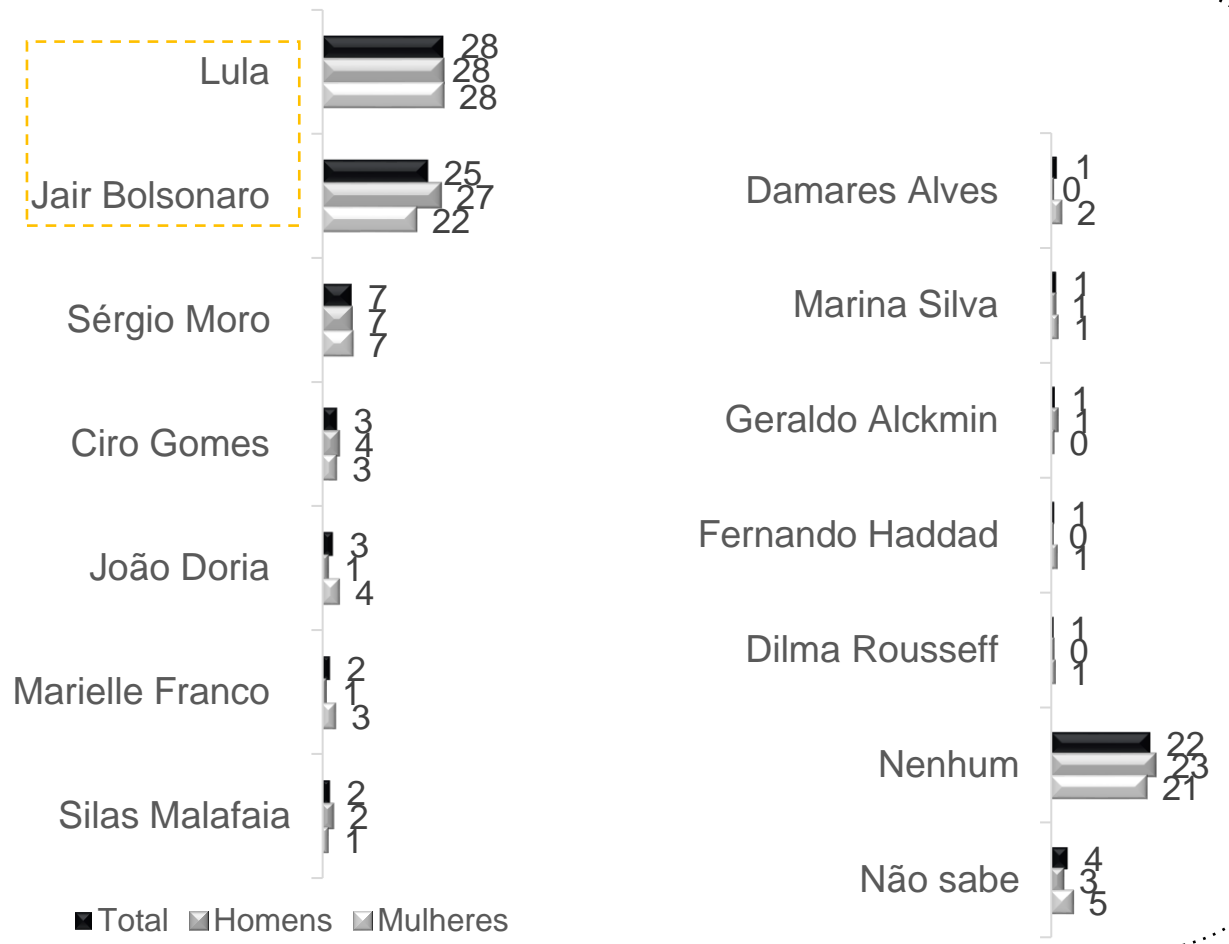 Lula
28
28
28
Jair Bolsonaro
25
27
22
Sérgio Moro
7
7
7
Ciro Gomes
3
4
3
João Doria
3
1
4
Marielle Franco
2
1
3
Silas Malafaia
2
2
1
Damares Alves
1
0
2
Marina Silva
1
1
1
Geraldo Alckmin
1
1
0
Fernando Haddad
1
0
1
Dilma Rousseff
1
0
1
Nenhum
22
23
21
Não sabe
4
3
5
Total Homens Mulheres